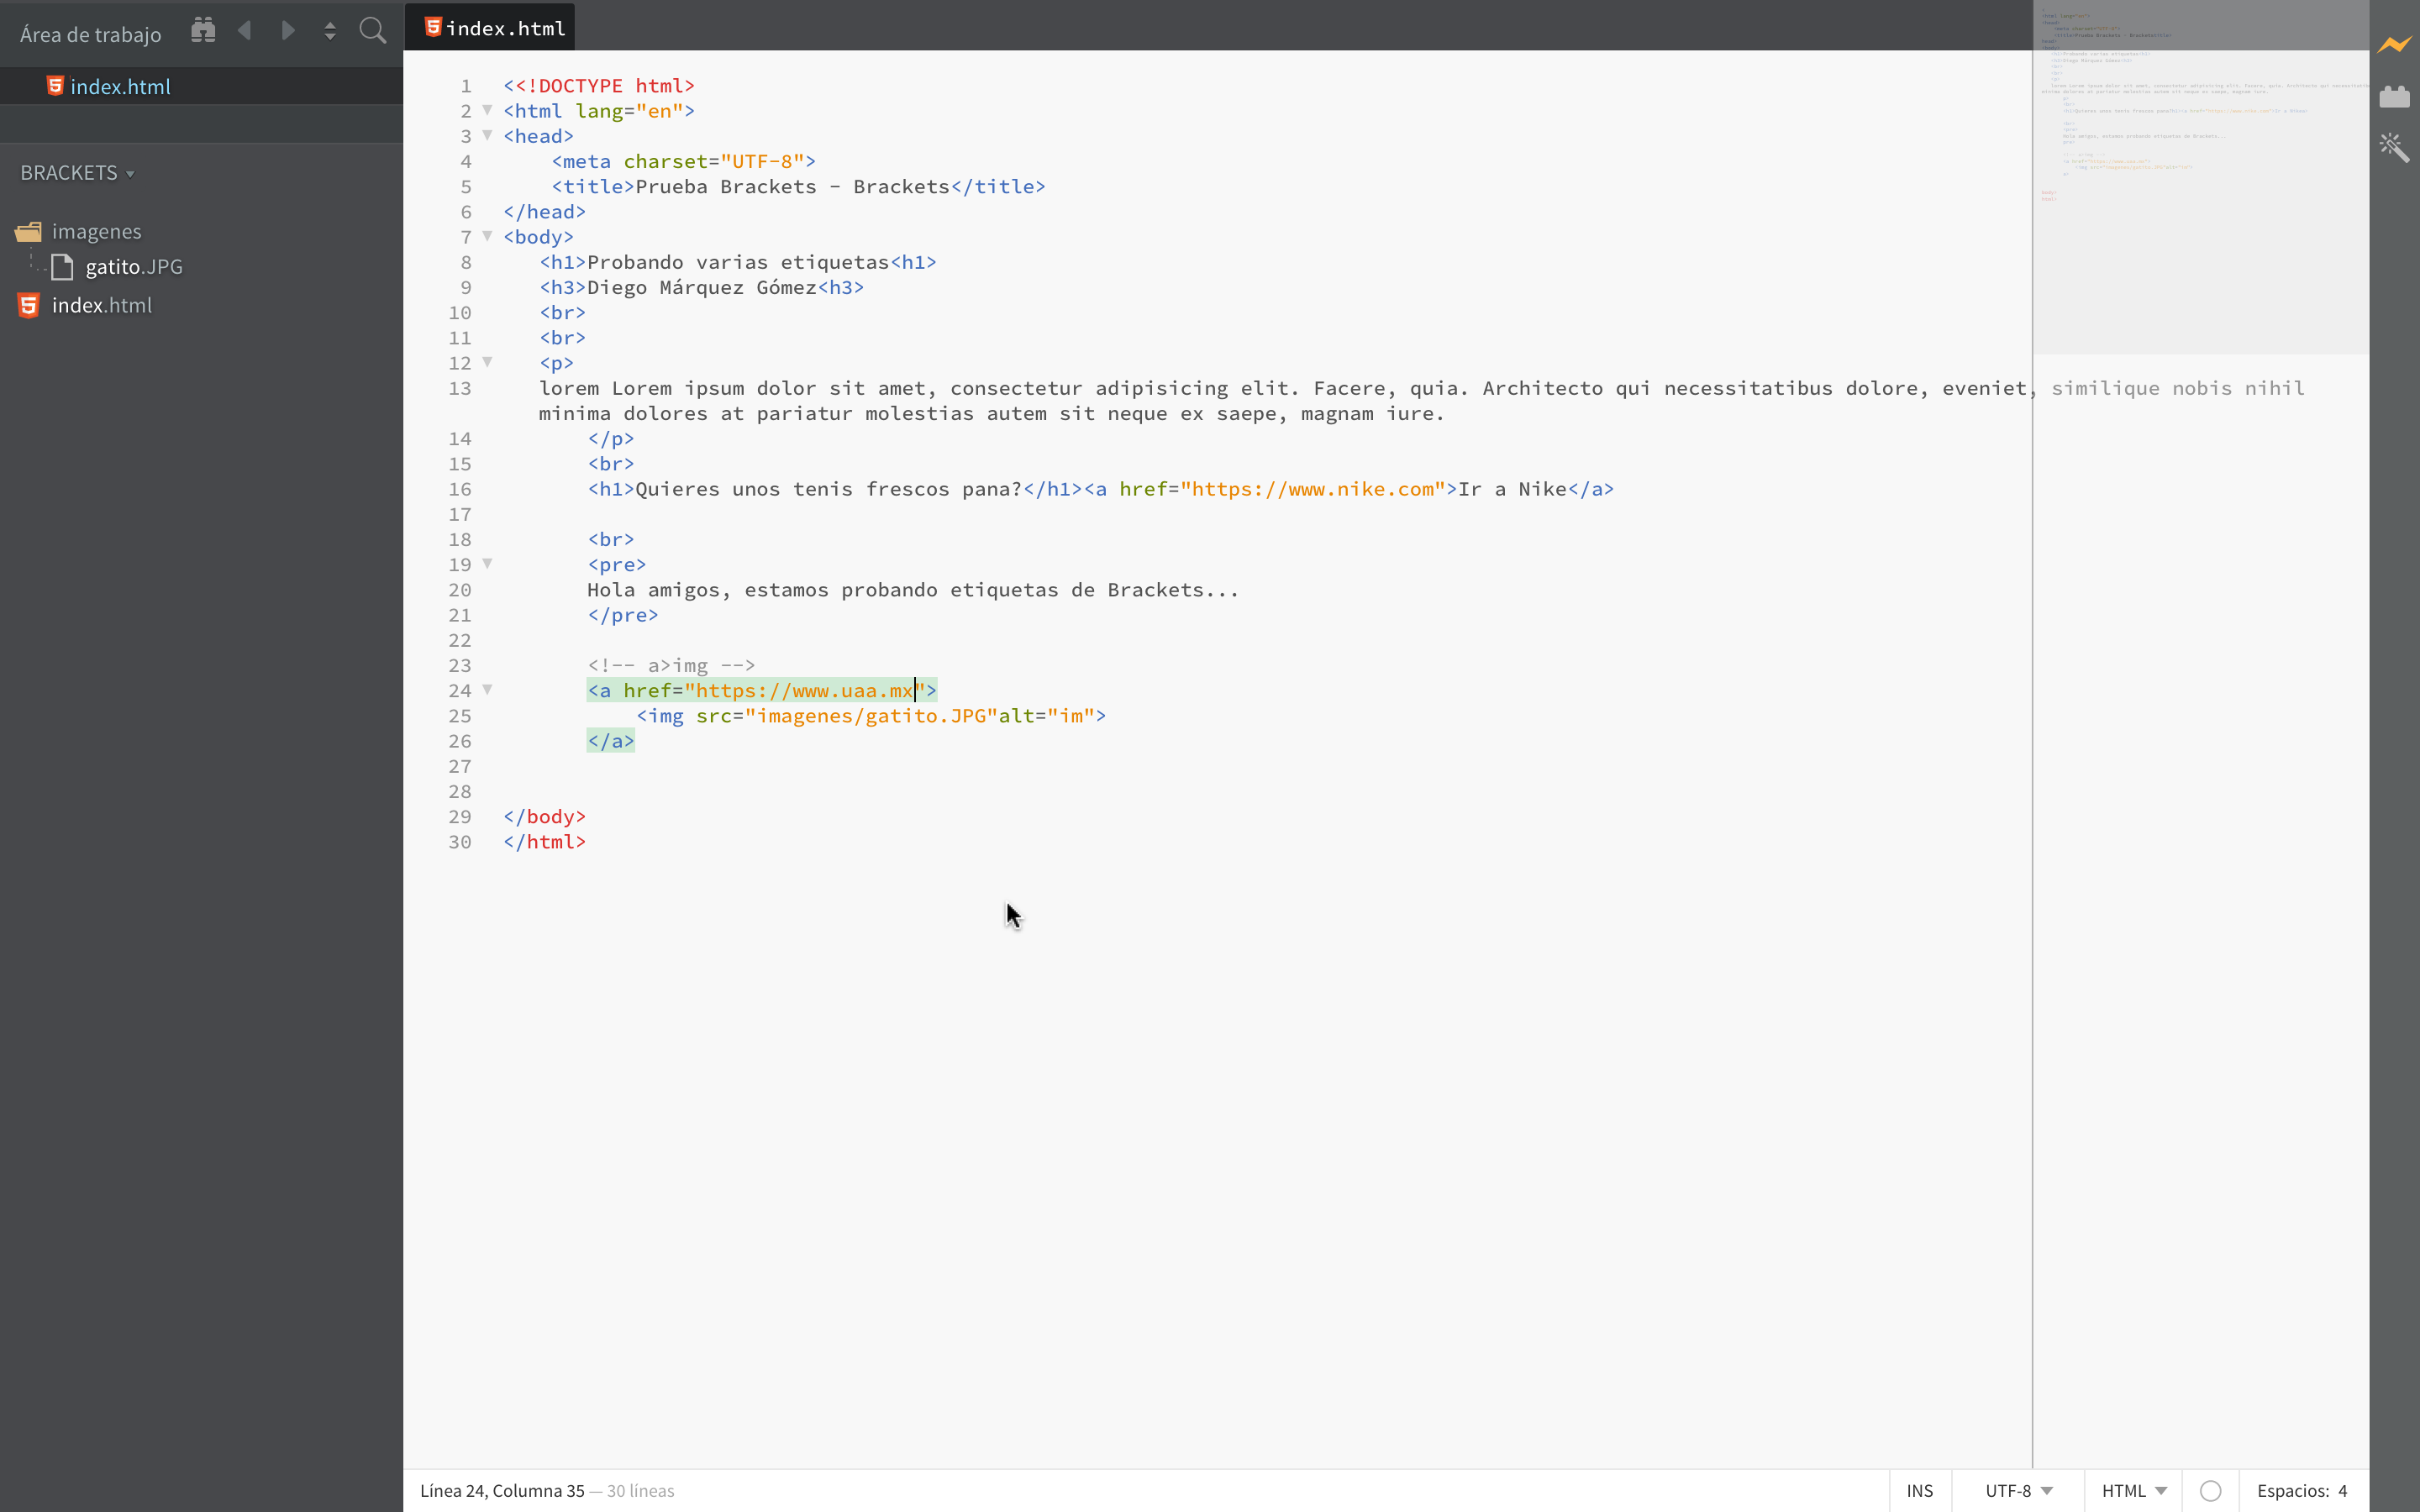 Área de trabajo
index.html
BRACKETS
imagenes
gatito.JPG
index.html
index.html
1 <<!DOCTYPE html>
2 <html lang="en">
3 <head>
4 <meta charset="UTF-8">
5 <title>Prueba Brackets - Brackets</title>
6 </head>
7 <body>
8 <h1>Probando varias etiquetas<h1>
9 <h3>Diego Márquez Gómez<h3>
10 <br>
11 <br>
12 <p>
13 lorem Lorem ipsum dolor sit amet, consectetur adipisicing elit. Facere, quia. Architecto qui necessitatibus dolore, eveniet, similique nobis nihil
minima dolores at pariatur molestias autem sit neque ex saepe, magnam iure.
14 </p>
15 <br>
16 <h1>Quieres unos tenis frescos pana?</h1><a href="https://www.nike.com">Ir a Nike</a>
17
18 <br>
19 <pre>
20 Hola amigos, estamos probando etiquetas de Brackets...
21 </pre>
22
23 <!-- a>img -->
24 <a href="https://www.uaa.mx">
25 <img src="imagenes/gatito.JPG"alt="im">
26 </a>
27
28
29 </body>
30 </html>
Línea 24, Columna 35 — 30 líneas
INS
UTF-8
HTML
Espacios: 4